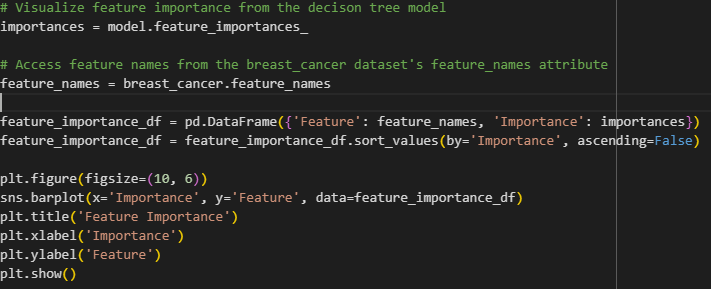 # Visualize feature importance from the decison tree model
importances = model.feature_importances_
# Access feature names from the breast_cancer dataset's feature_names attribute
feature_names = breast_cancer.feature_names
feature_importance_df = pd.DataFrame({'Feature': feature_names, 'Importance': importances})
feature_importance_df = feature_importance_df.sort_values(by='Importance', ascending=False)
plt.figure(figsize=(10, 6))
sns.barplot(x='Importance', y='Feature', data=feature_importance_df)
plt.title('Feature Importance')
plt.xlabel('Importance')
plt.ylabel('Feature')
plt.show()